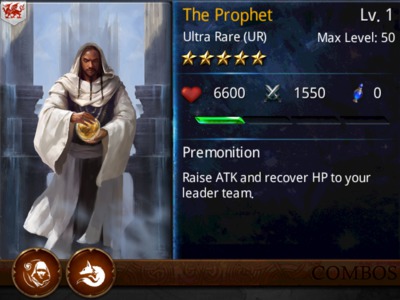 The Prophet Lv. 1
Ultra Rare (UR) Max Level: 50
6600 1550 0
Premonition
Raise ATK and recover HP to your
leader team.
COMBOS